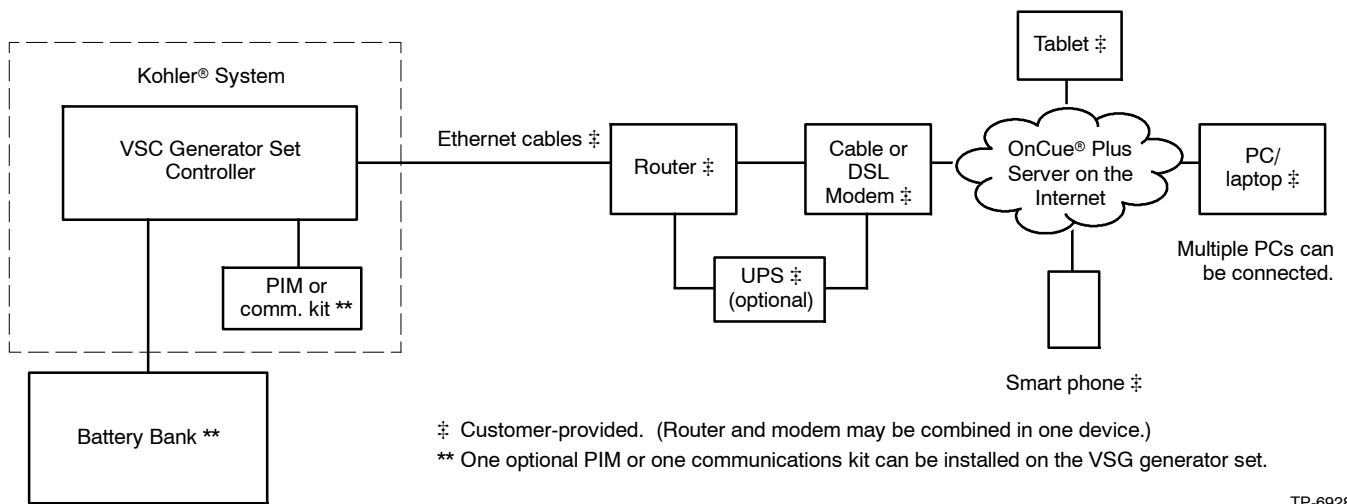 Kohler® System
VSC Generator Set
Controller
PIM or
comm. kit **
Battery Bank **
Ethernet cables ‡
Router ‡
Cable or
DSL
Modem ‡
UPS ‡
(optional)
Tablet ‡
OnCue® Plus
Server on the
Internet
PC/
laptop ‡
Multiple PCs can
be connected.
Smart phone ‡
‡ Customer-provided. (Router and modem may be combined in one device.)
** One optional PIM or one communications kit can be installed on the VSG generator set.
TP-6928